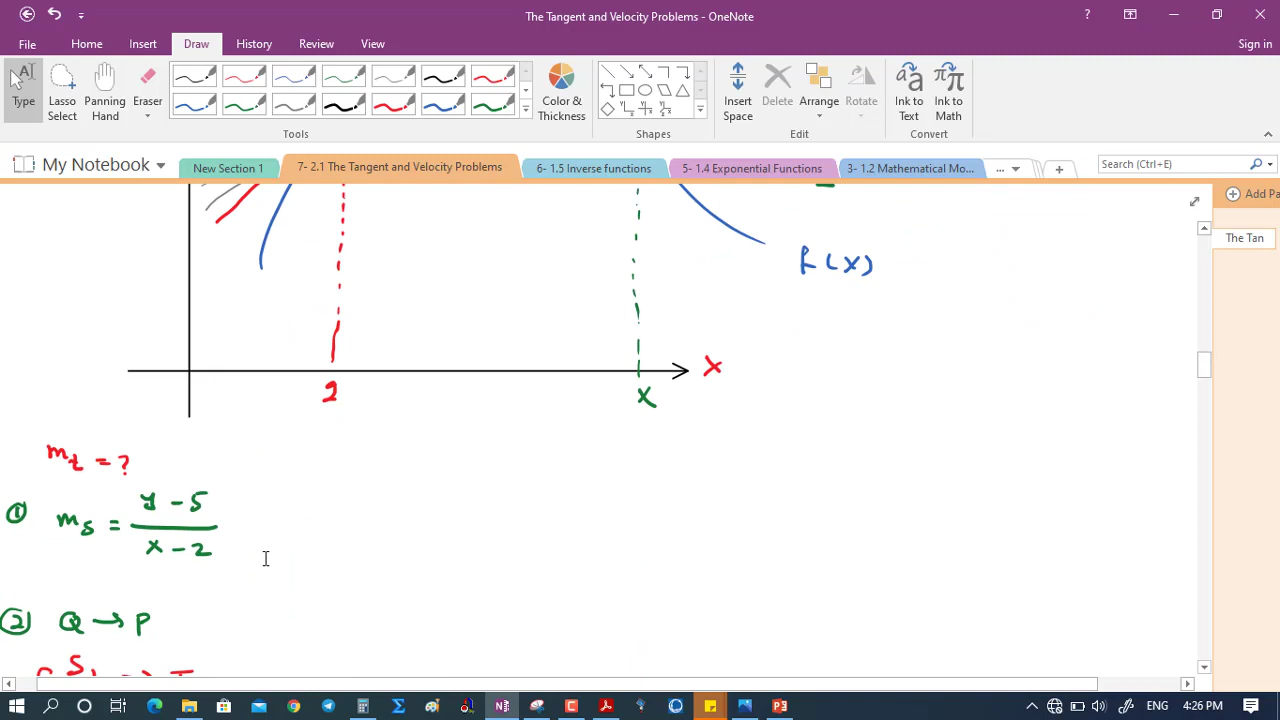 The Tangent and Velocity Problems - OneNote
File Home Insert Draw History Review View Sign in
Type Lasso Select Panning Hand Eraser Color & Thickness Insert Space Delete Arrange Rotate Ink to Text Ink to Math
Tools Shapes Edit Convert
My Notebook New Section 1 7- 2.1 The Tangent and Velocity Problems 6- 1.5 Inverse functions 5- 1.4 Exponential Functions 3- 1.2 Mathematical Mo... ... Search (Ctrl+E)
Add Pa
The Tan
f(x)
x
2 x
m_t = ?
① m_s = (y - 5)/(x - 2)
② Q → P
4:26 PM